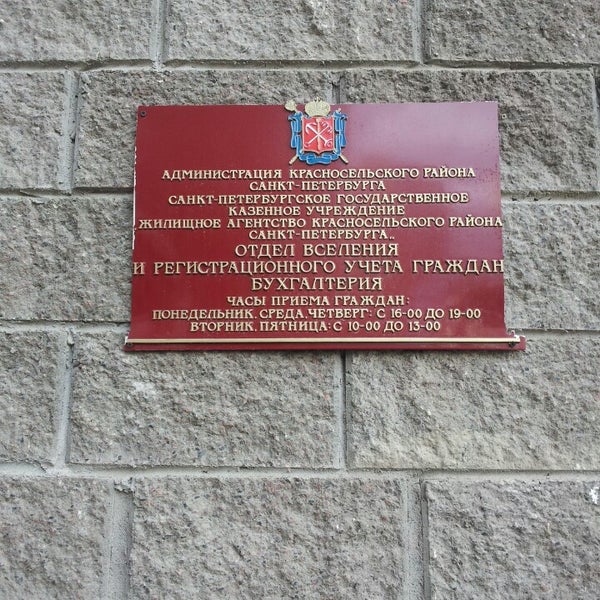 АДМИНИСТРАЦИЯ КРАСНОСЕЛЬСКОГО РАЙОНА
САНКТ-ПЕТЕРБУРГА
САНКТ-ПЕТЕРБУРГСКОЕ ГОСУДАРСТВЕННОЕ
КАЗЕННОЕ УЧРЕЖДЕНИЕ
ЖИЛИЩНОЕ АГЕНТСТВО КРАСНОСЕЛЬСКОГО РАЙОНА
САНКТ-ПЕТЕРБУРГА..
ОТДЕЛ ВСЕЛЕНИЯ
И РЕГИСТРАЦИОННОГО УЧЕТА ГРАЖДАН
БУХГАЛТЕРИЯ
ЧАСЫ ПРИЕМА ГРАЖДАН:
ПОНЕДЕЛЬНИК, СРЕДА, ЧЕТВЕРГ: С 16-00 ДО 19-00
ВТОРНИК, ПЯТНИЦА: С 10-00 ДО 13-00